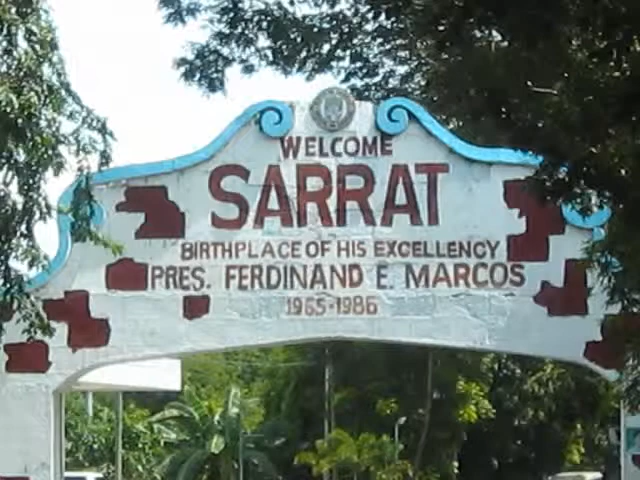 WELCOME
SARRAT
BIRTHPLACE OF HIS EXCELLENCY
PRES. FERDINAND E. MARCOS
1965-1986